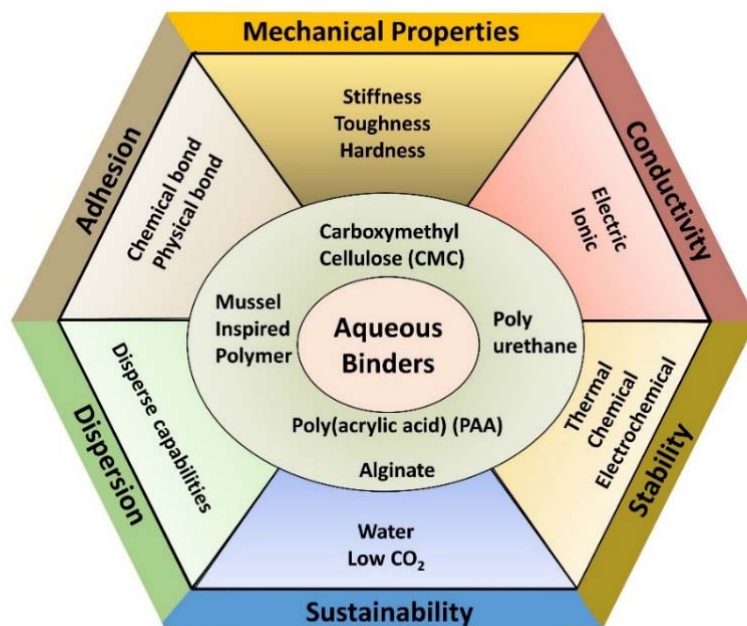 Mechanical Properties
Stiffness
Toughness
Hardness
Adhesion
Chemical bond
Physical bond
Conductivity
Electric
Ionic
Carboxymethyl
Cellulose (CMC)
Mussel
Inspired
Polymer
Aqueous
Binders
Poly
urethane
Poly(acrylic acid) (PAA)
Alginate
Dispersion
Disperse capabilities
Thermal
Chemical
Electrochemical
Stability
Water
Low CO₂
Sustainability